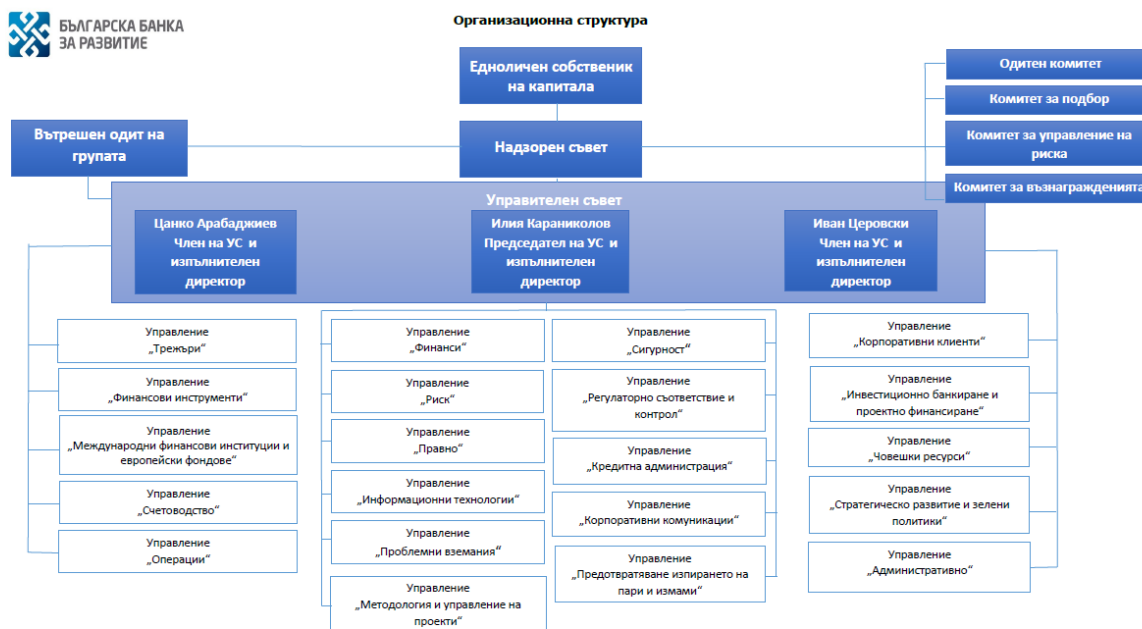 БЪЛГАРСКА БАНКА
ЗА РАЗВИТИЕ
Организационна структура
Едноличен собственик
на капитала
Одитен комитет
Комитет за подбор
Вътрешен одит на
групата
Надзорен съвет
Комитет за управление на
риска
Комитет за възнагражденията
Управителен съвет
Цанко Арабаджиев
Член на УС и
изпълнителен
директор
Илия Караниколов
Председател на УС и
изпълнителен
директор
Иван Церовски
Член на УС и
изпълнителен
директор
Управление
„Трежъри“
Управление
„Финансови инструменти“
Управление
„Международни финансови институции и
европейски фондове“
Управление
„Счетоводство“
Управление
„Операции“
Управление
„Финанси“
Управление
„Риск“
Управление
„Правно“
Управление
„Информационни технологии“
Управление
„Проблемни вземания“
Управление
„Методология и управление на
проекти“
Управление
„Сигурност“
Управление
„Регулаторно съответствие и
контрол“
Управление
„Кредитна администрация“
Управление
„Корпоративни комуникации“
Управление
„Предотвратяване изпирането на
пари и измами“
Управление
„Корпоративни клиенти“
Управление
„Инвестиционно банкиране и
проектно финансиране“
Управление
„Човешки ресурси“
Управление
„Стратегическо развитие и зелени
политики“
Управление
„Административно“